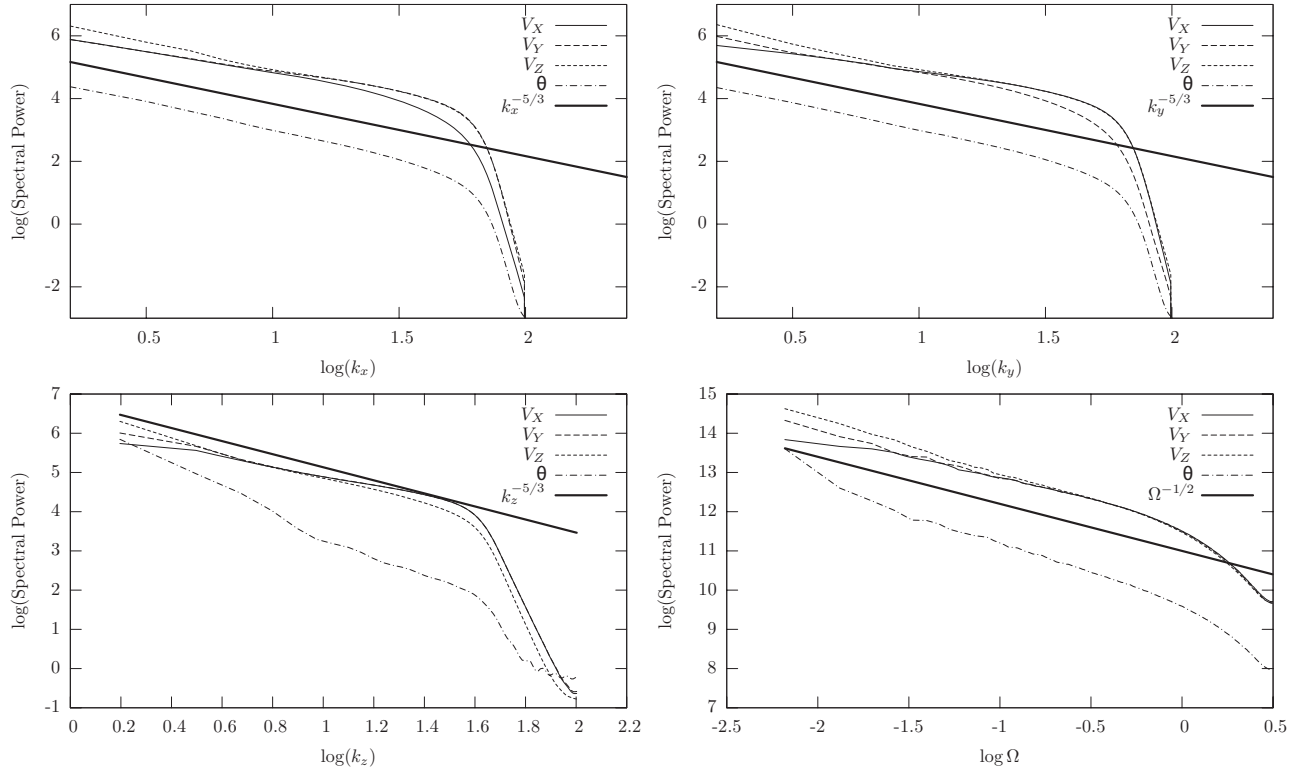 log(Spectral Power)
6
4
2
0
-2
0.5
1
1.5
2
log(k_x)
V_X
V_Y
V_Z
θ
k_x^{-5/3}
log(Spectral Power)
6
4
2
0
-2
0.5
1
1.5
2
log(k_y)
V_X
V_Y
V_Z
θ
k_y^{-5/3}
log(Spectral Power)
7
6
5
4
3
2
1
0
-1
0
0.2
0.4
0.6
0.8
1
1.2
1.4
1.6
1.8
2
2.2
log(k_z)
V_X
V_Y
V_Z
θ
k_z^{-5/3}
log(Spectral Power)
15
14
13
12
11
10
9
8
7
-2.5
-2
-1.5
-1
-0.5
0
0.5
log Ω
V_X
V_Y
V_Z
θ
Ω^{-1/2}